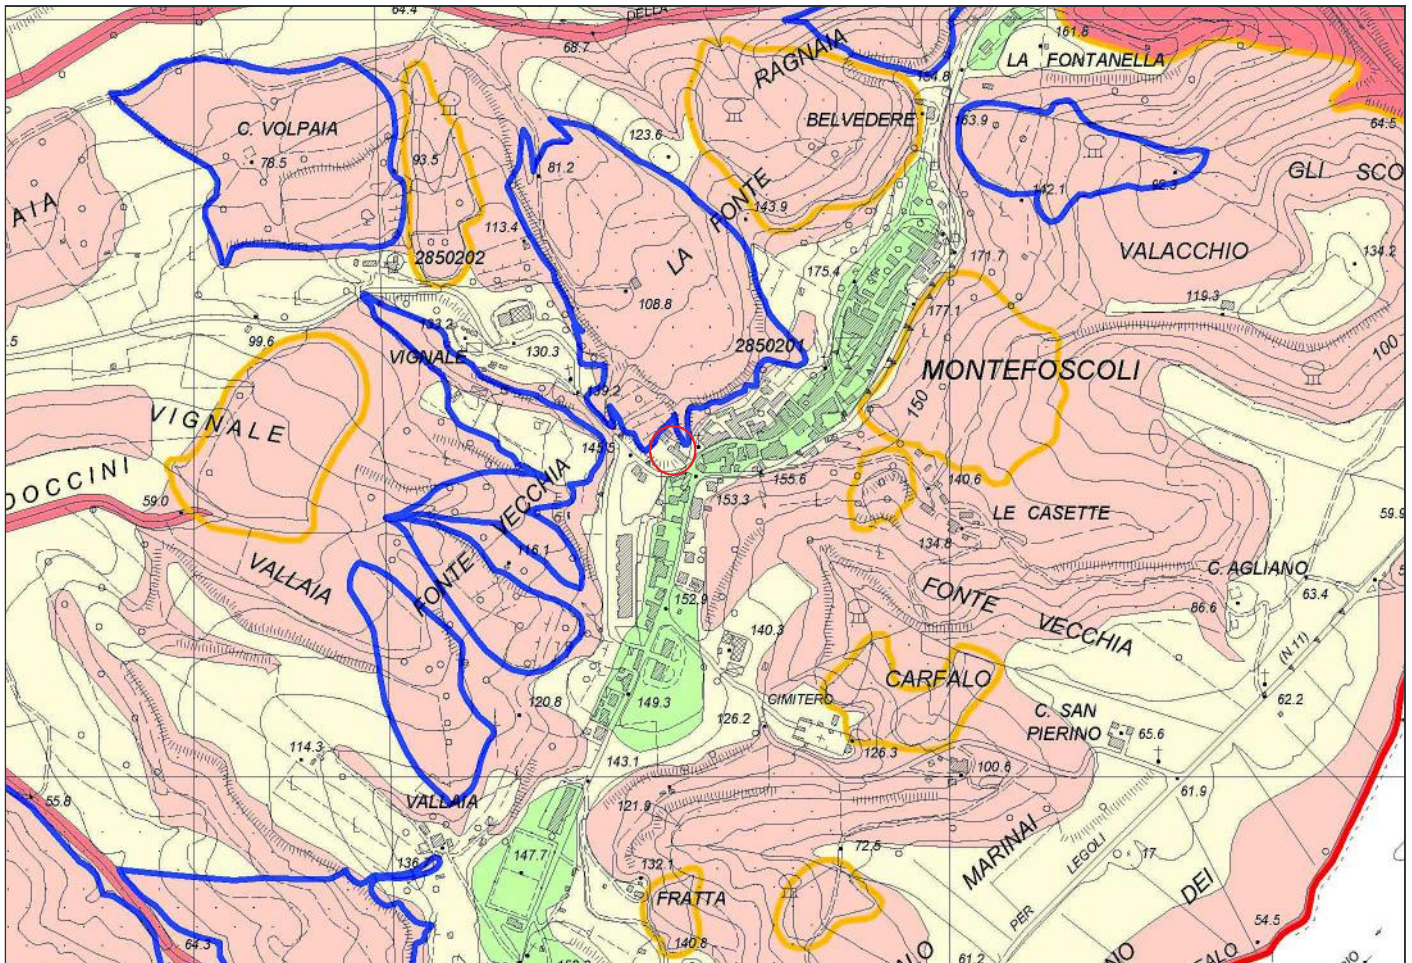 64.4
DELLA
68.7
RAGNAIA
161.8
LA FONTANELLA
154.8
C. VOLPAIA
78.5
93.5
81.2
123.6
BELVEDERE
163.9
64.5
GLI SCO
92.3
142.1
AIA
113.4
FONTE
143.9
VALACCHIO
134.2
2850202
LA
108.8
175.4
171.7
119.3
177.1
133.2
99.6
VIGNALE
130.3
2850201
100
139.2
MONTEFOSCOLI
150
VIGNALE
145.5
DOCCINI
59.0
153.3
155.6
140.6
LE CASETTE
59.9
VECCHIA
FONTE
116.1
134.8
VALLAIA
C. AGLIANO
63.4
86.6
FONTE
VECCHIA
152.9
140.3
(N.11)
CARFALO
CIMITERO
149.3
126.2
120.8
62.2
C. SAN
PIERINO
65.6
126.3
114.3
143.1
100.6
61.9
55.8
VALLAIA
121.9
136.7
147.7
132.1
72.5
MARINAI
LEGOLI
17
FRATTA
PER
DEI
54.5
64.3
140.8
61.2